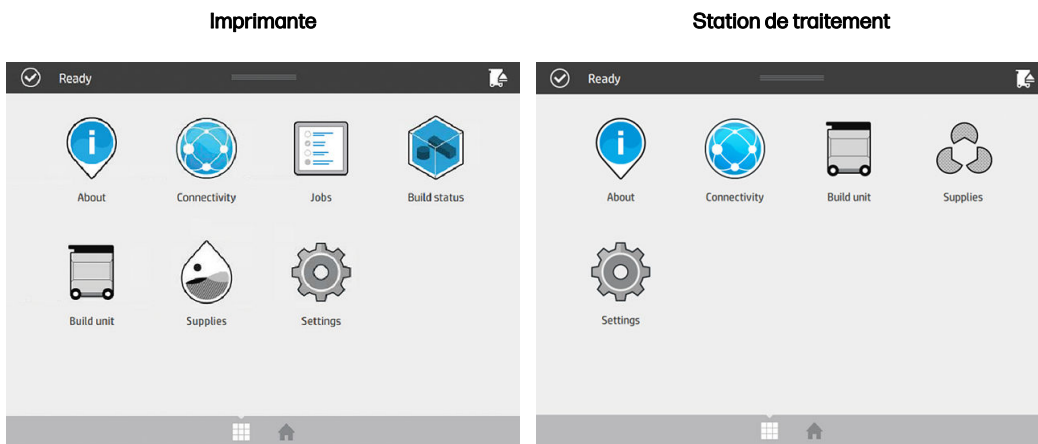 Imprimante
Ready
About
Connectivity
Jobs
Build status
Build unit
Supplies
Settings
Station de traitement
Ready
About
Connectivity
Build unit
Supplies
Settings